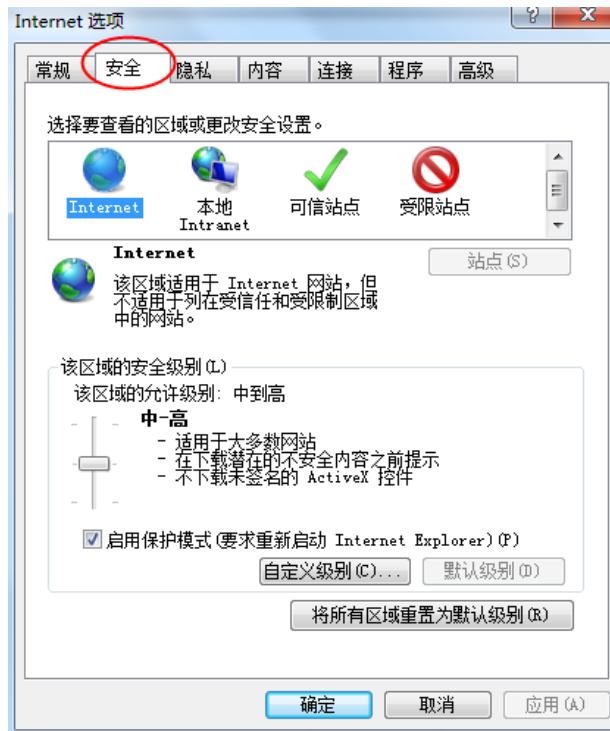 Internet 选项
常规 安全 隐私 内容 连接 程序 高级
选择要查看的区域或更改安全设置。
Internet 本地 Intranet 可信站点 受限站点
Internet
站点(S)
该区域适用于 Internet 网站，但
不适用于列在受信任和受限制区域
中的网站。
该区域的安全级别(L)
该区域的允许级别: 中到高
中-高
- 适用于大多数网站
- 在下载潜在的不安全内容之前提示
- 不下载未签名的 ActiveX 控件
启用保护模式(要求重新启动 Internet Explorer)(P)
自定义级别(C)... 默认级别(D)
将所有区域重置为默认级别(R)
确定 取消 应用(A)